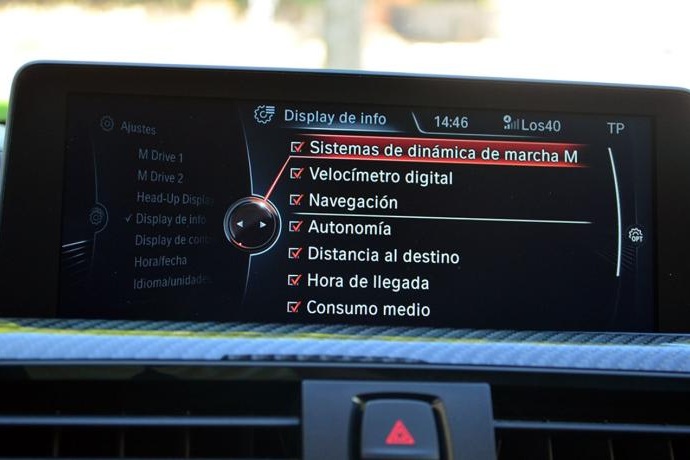 Display de info
14:46
Los40
TP
Ajustes
M Drive 1
M Drive 2
Head-Up Display
✓ Display de info
Display de
Hora/fecha
Idioma/unidades
Sistemas de dinámica de marcha M
Velocímetro digital
Navegación
Autonomía
Distancia al destino
Hora de llegada
Consumo medio
OPT